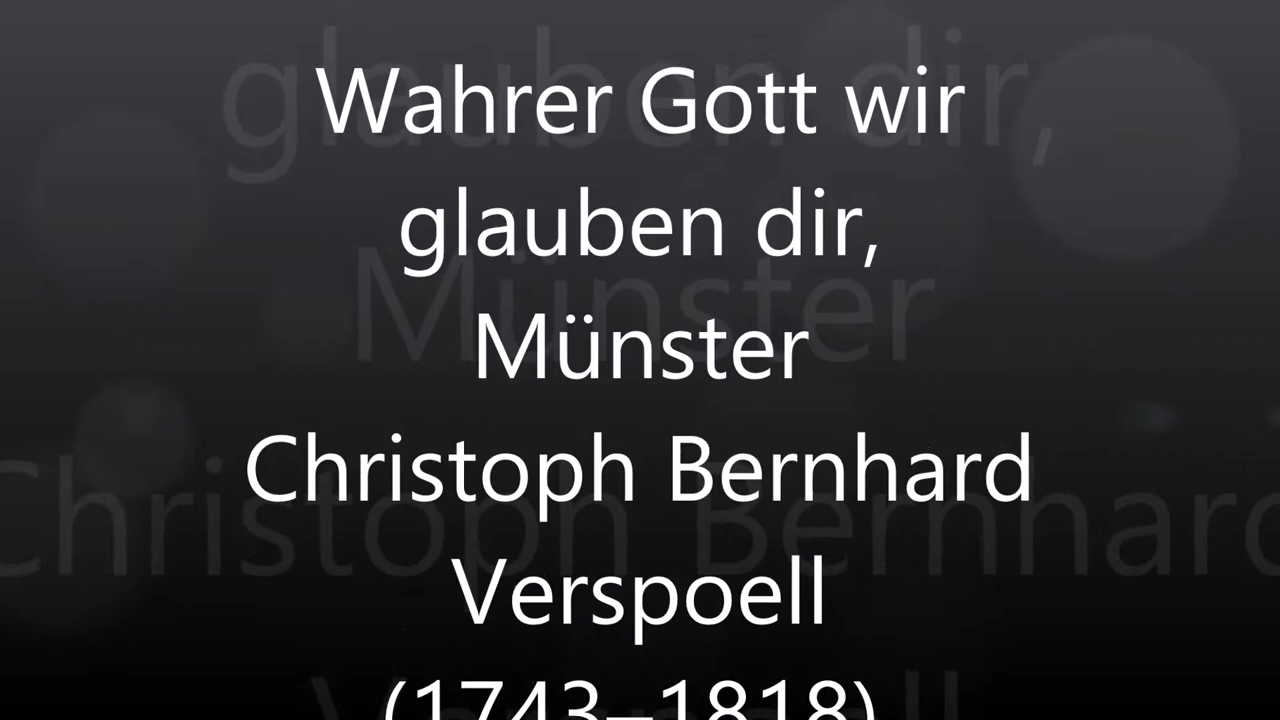 Wahrer Gott wir
glauben dir,
Münster
Christoph Bernhard
Verspoell
(1743–1818)